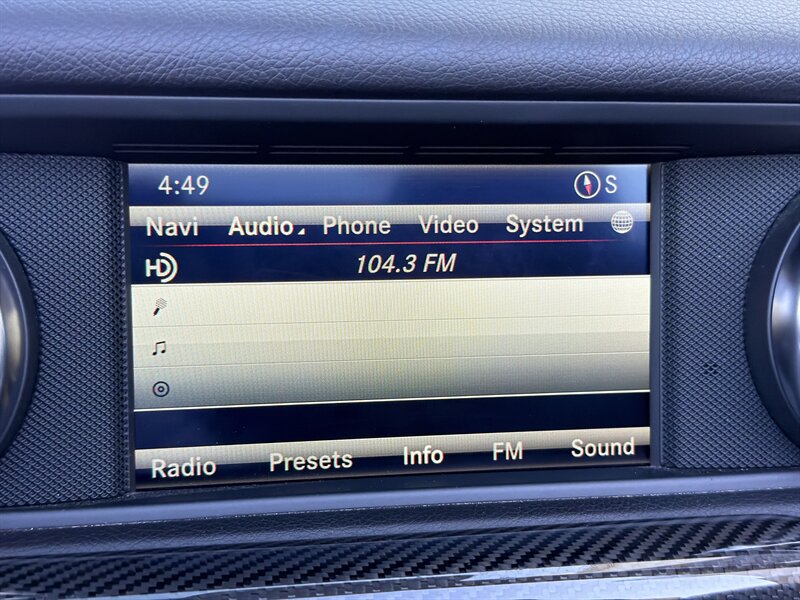 4:49 S
Navi Audio Phone Video System
HD 104.3 FM
Radio Presets Info FM Sound